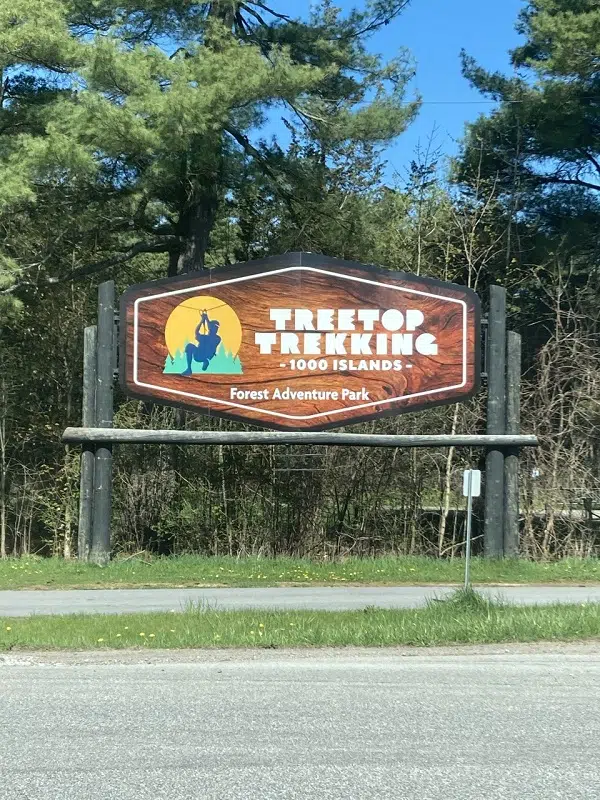 TREETOP
TREKKING
- 1000 ISLANDS -
Forest Adventure Park